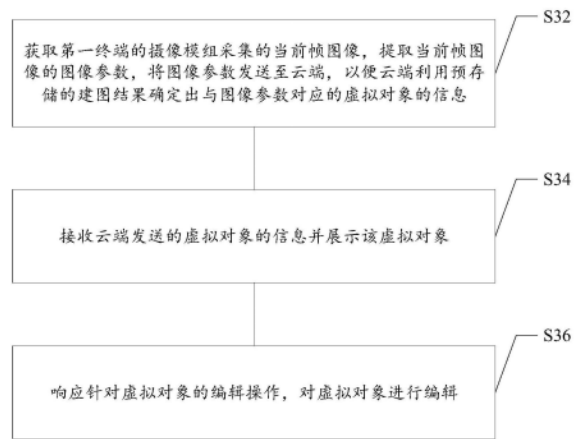 S32
获取第一终端的摄像模组采集的当前帧图像，提取当前帧图
像的图像参数，将图像参数发送至云端，以便云端利用预存
储的建图结果确定出与图像参数对应的虚拟对象的信息
S34
接收云端发送的虚拟对象的信息并展示该虚拟对象
S36
响应针对虚拟对象的编辑操作，对虚拟对象进行编辑